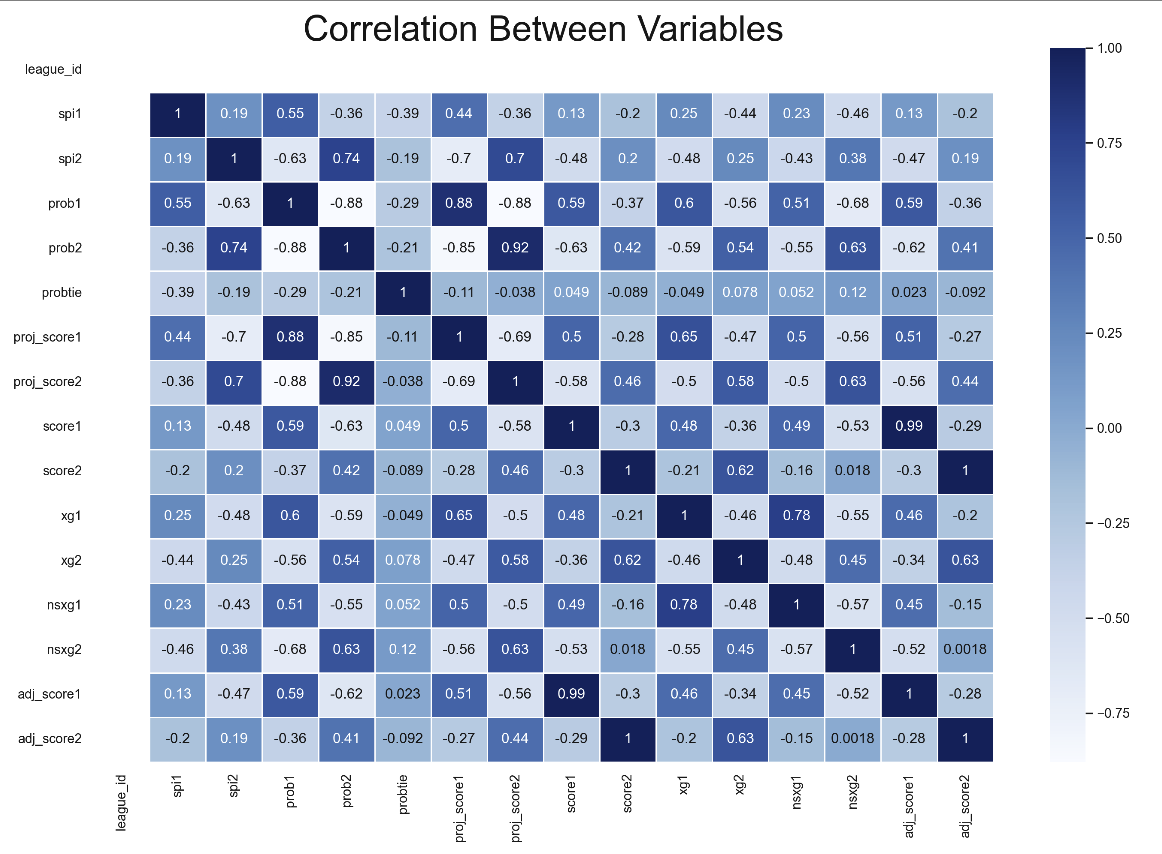 Correlation Between Variables
league_id
spi1 1 0.19 0.55 -0.36 -0.39 0.44 -0.36 0.13 -0.2 0.25 -0.44 0.23 -0.46 0.13 -0.2
spi2 0.19 1 -0.63 0.74 -0.19 -0.7 0.7 -0.48 0.2 -0.48 0.25 -0.43 0.38 -0.47 0.19
prob1 0.55 -0.63 1 -0.88 -0.29 0.88 -0.88 0.59 -0.37 0.6 -0.56 0.51 -0.68 0.59 -0.36
prob2 -0.36 0.74 -0.88 1 -0.21 -0.85 0.92 -0.63 0.42 -0.59 0.54 -0.55 0.63 -0.62 0.41
probtie -0.39 -0.19 -0.29 -0.21 1 -0.11 -0.038 0.049 -0.089 -0.049 0.078 0.052 0.12 0.023 -0.092
proj_score1 0.44 -0.7 0.88 -0.85 -0.11 1 -0.69 0.5 -0.28 0.65 -0.47 0.5 -0.56 0.51 -0.27
proj_score2 -0.36 0.7 -0.88 0.92 -0.038 -0.69 1 -0.58 0.46 -0.5 0.58 -0.5 0.63 -0.56 0.44
score1 0.13 -0.48 0.59 -0.63 0.049 0.5 -0.58 1 -0.3 0.48 -0.36 0.49 -0.53 0.99 -0.29
score2 -0.2 0.2 -0.37 0.42 -0.089 -0.28 0.46 -0.3 1 -0.21 0.62 -0.16 0.018 -0.3 1
xg1 0.25 -0.48 0.6 -0.59 -0.049 0.65 -0.5 0.48 -0.21 1 -0.46 0.78 -0.55 0.46 -0.2
xg2 -0.44 0.25 -0.56 0.54 0.078 -0.47 0.58 -0.36 0.62 -0.46 1 -0.48 0.45 -0.34 0.63
nsxg1 0.23 -0.43 0.51 -0.55 0.052 0.5 -0.5 0.49 -0.16 0.78 -0.48 1 -0.57 0.45 -0.15
nsxg2 -0.46 0.38 -0.68 0.63 0.12 -0.56 0.63 -0.53 0.018 -0.55 0.45 -0.57 1 -0.52 0.0018
adj_score1 0.13 -0.47 0.59 -0.62 0.023 0.51 -0.56 0.99 -0.3 0.46 -0.34 0.45 -0.52 1 -0.28
adj_score2 -0.2 0.19 -0.36 0.41 -0.092 -0.27 0.44 -0.29 1 -0.2 0.63 -0.15 0.0018 -0.28 1
league_id spi1 spi2 prob1 prob2 probtie proj_score1 proj_score2 score1 score2 xg1 xg2 nsxg1 nsxg2 adj_score1 adj_score2
1.00
0.75
0.50
0.25
0.00
−0.25
−0.50
−0.75